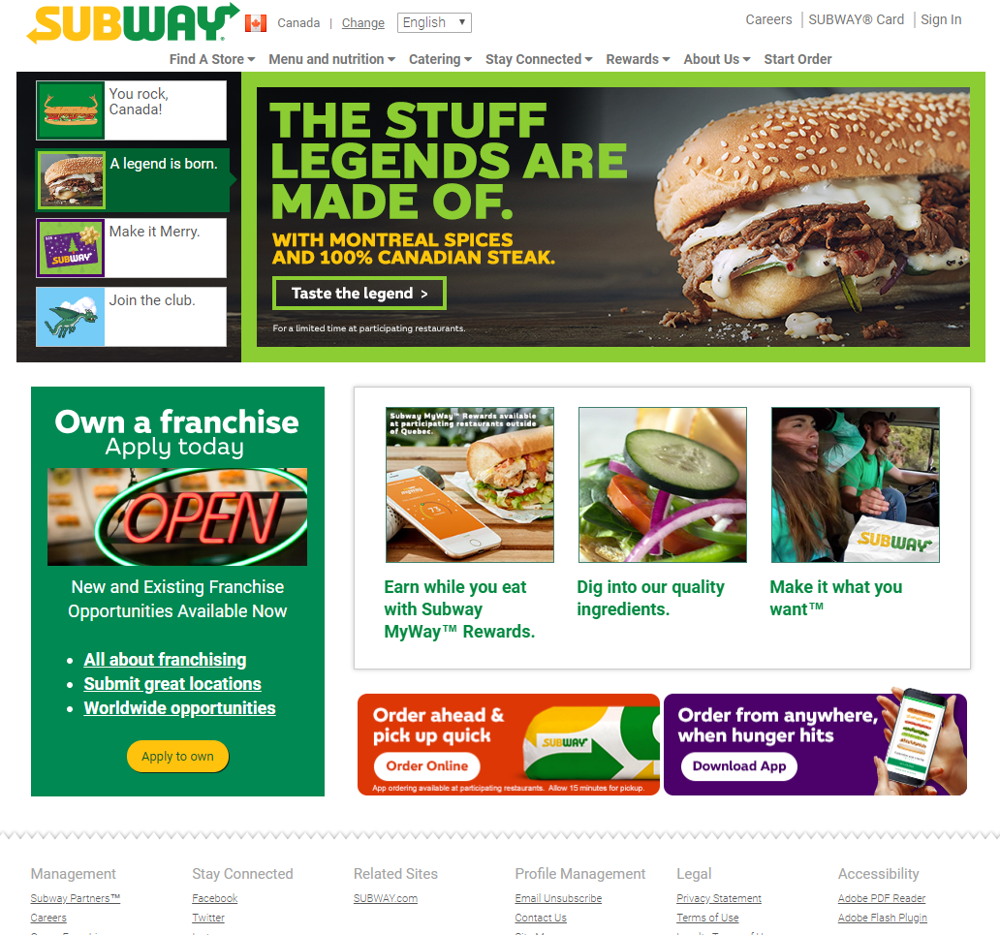 SUBWAY
Canada | Change English
Careers | SUBWAY® Card | Sign In
Find A Store Menu and nutrition Catering Stay Connected Rewards About Us Start Order
You rock,
Canada!
A legend is born.
SUBWAY
Make it Merry.
Join the club.
THE STUFF
LEGENDS ARE
MADE OF.
WITH MONTREAL SPICES
AND 100% CANADIAN STEAK.
Taste the legend >
For a limited time at participating restaurants.
Own a franchise
Apply today
OPEN
New and Existing Franchise
Opportunities Available Now
• All about franchising
• Submit great locations
• Worldwide opportunities
Apply to own
Subway MyWay™ Rewards available
at participating restaurants outside
of Quebec.
73
SUBWAY
Earn while you eat
with Subway
MyWay™ Rewards.
Dig into our quality
ingredients.
Make it what you
want™
Order ahead &
pick up quick
Order Online
SUBWAY
App ordering available at participating restaurants. Allow 15 minutes for pickup.
Order from anywhere,
when hunger hits
Download App
Management
Subway Partners™
Careers
Stay Connected
Facebook
Twitter
Related Sites
SUBWAY.com
Profile Management
Email Unsubscribe
Contact Us
Legal
Privacy Statement
Terms of Use
Accessibility
Adobe PDF Reader
Adobe Flash Plugin